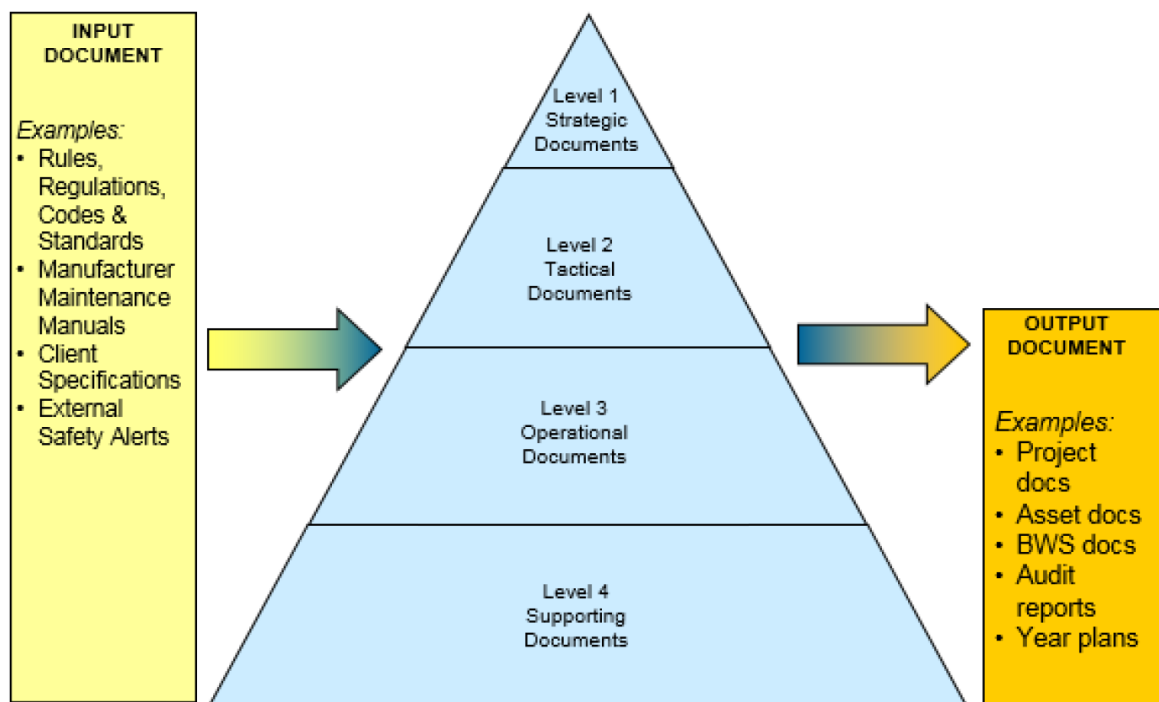 INPUT
DOCUMENT
Examples:
• Rules,
Regulations,
Codes &
Standards
• Manufacturer
Maintenance
Manuals
• Client
Specifications
• External
Safety Alerts
Level 1
Strategic
Documents
Level 2
Tactical
Documents
Level 3
Operational
Documents
Level 4
Supporting
Documents
OUTPUT
DOCUMENT
Examples:
• Project
docs
• Asset docs
• BWS docs
• Audit
reports
• Year plans